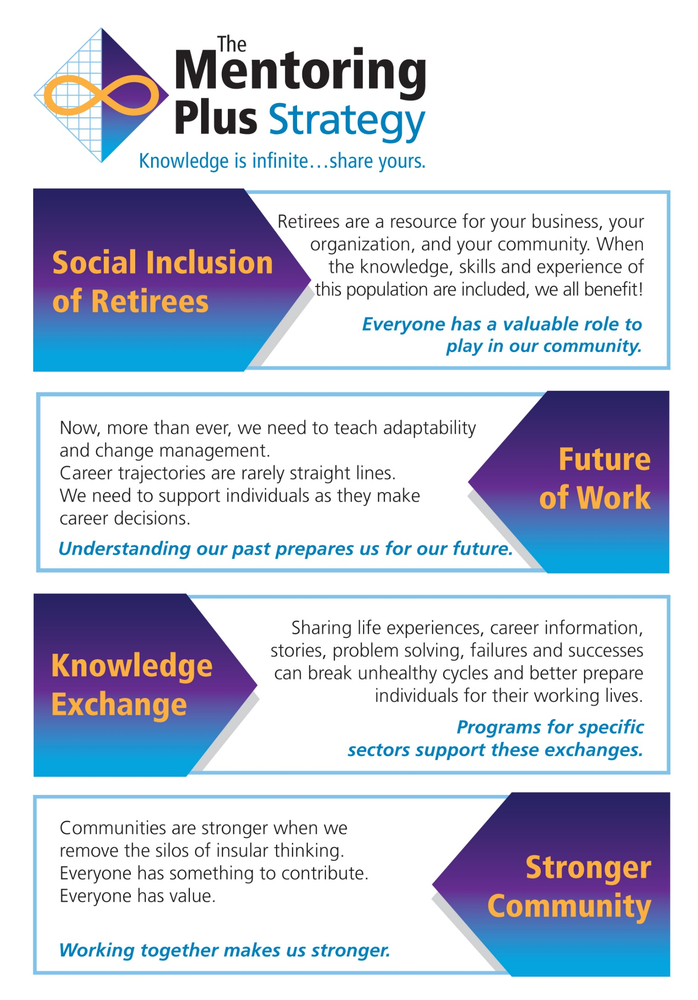 The
Mentoring
Plus Strategy
Knowledge is infinite...share yours.
Social Inclusion
of Retirees
Retirees are a resource for your business, your
organization, and your community. When
the knowledge, skills and experience of
this population are included, we all benefit!
Everyone has a valuable role to
play in our community.
Now, more than ever, we need to teach adaptability
and change management.
Career trajectories are rarely straight lines.
We need to support individuals as they make
career decisions.
Understanding our past prepares us for our future.
Future
of Work
Knowledge
Exchange
Sharing life experiences, career information,
stories, problem solving, failures and successes
can break unhealthy cycles and better prepare
individuals for their working lives.
Programs for specific
sectors support these exchanges.
Communities are stronger when we
remove the silos of insular thinking.
Everyone has something to contribute.
Everyone has value.
Working together makes us stronger.
Stronger
Community